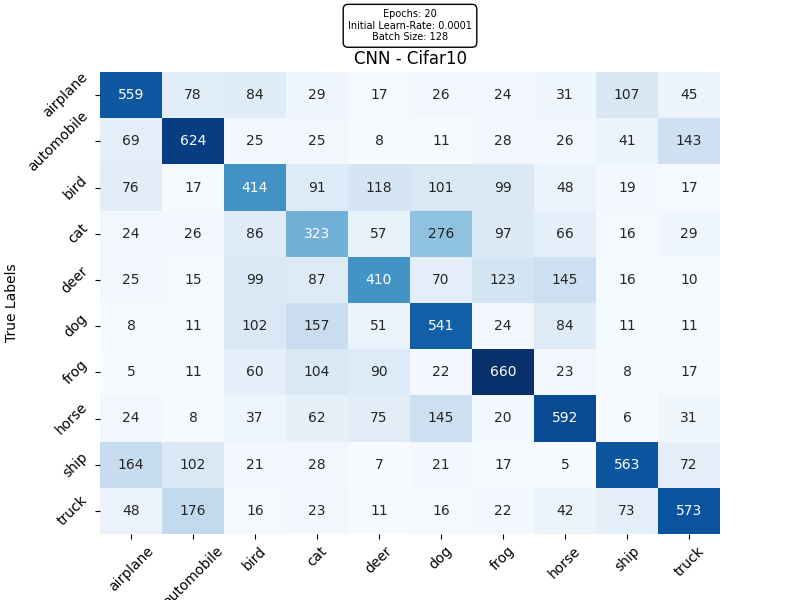 Epochs: 20
Initial Learn-Rate: 0.0001
Batch Size: 128
CNN - Cifar10
True Labels
airplane 559 78 84 29 17 26 24 31 107 45
automobile 69 624 25 25 8 11 28 26 41 143
bird 76 17 414 91 118 101 99 48 19 17
cat 24 26 86 323 57 276 97 66 16 29
deer 25 15 99 87 410 70 123 145 16 10
dog 8 11 102 157 51 541 24 84 11 11
frog 5 11 60 104 90 22 660 23 8 17
horse 24 8 37 62 75 145 20 592 6 31
ship 164 102 21 28 7 21 17 5 563 72
truck 48 176 16 23 11 16 22 42 73 573
airplane automobile bird cat deer dog frog horse ship truck